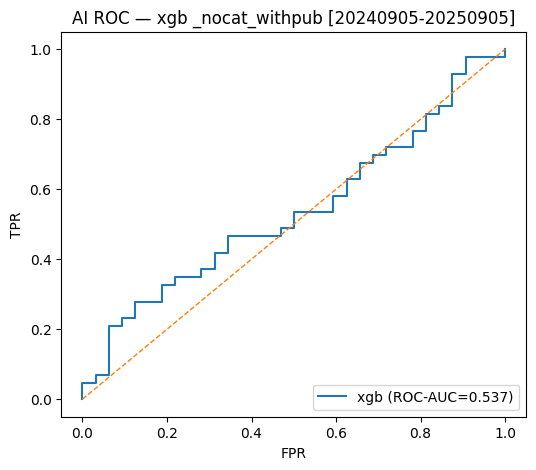 AI ROC — xgb _nocat_withpub [20240905-20250905]
TPR
1.0
0.8
0.6
0.4
0.2
0.0
0.0 0.2 0.4 0.6 0.8 1.0
FPR
xgb (ROC-AUC=0.537)